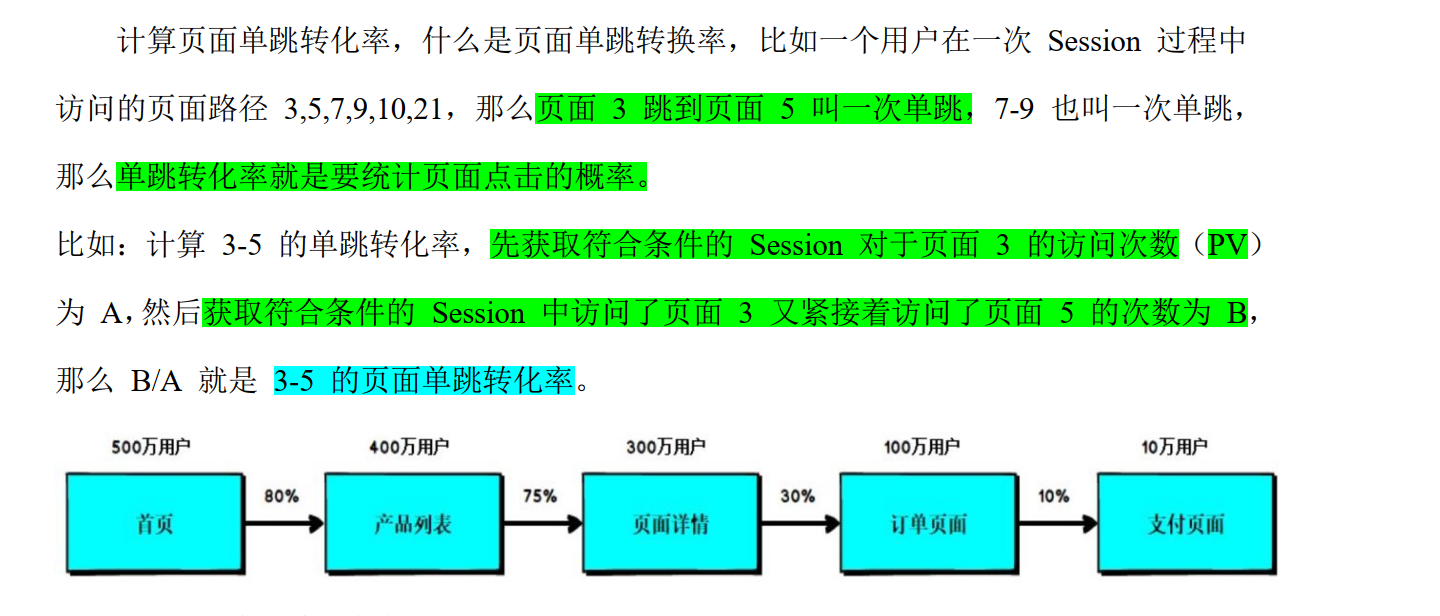 计算页面单跳转化率，什么是页面单跳转换率，比如一个用户在一次 Session 过程中
访问的页面路径 3,5,7,9,10,21，那么页面 3 跳到页面 5 叫一次单跳，7-9 也叫一次单跳，
那么单跳转化率就是要统计页面点击的概率。
比如：计算 3-5 的单跳转化率，先获取符合条件的 Session 对于页面 3 的访问次数（PV）
为 A，然后获取符合条件的 Session 中访问了页面 3 又紧接着访问了页面 5 的次数为 B，
那么 B/A 就是 3-5 的页面单跳转化率。
500万用户 400万用户 300万用户 100万用户 10万用户
80% 75% 30% 10%
首页 产品列表 页面详情 订单页面 支付页面